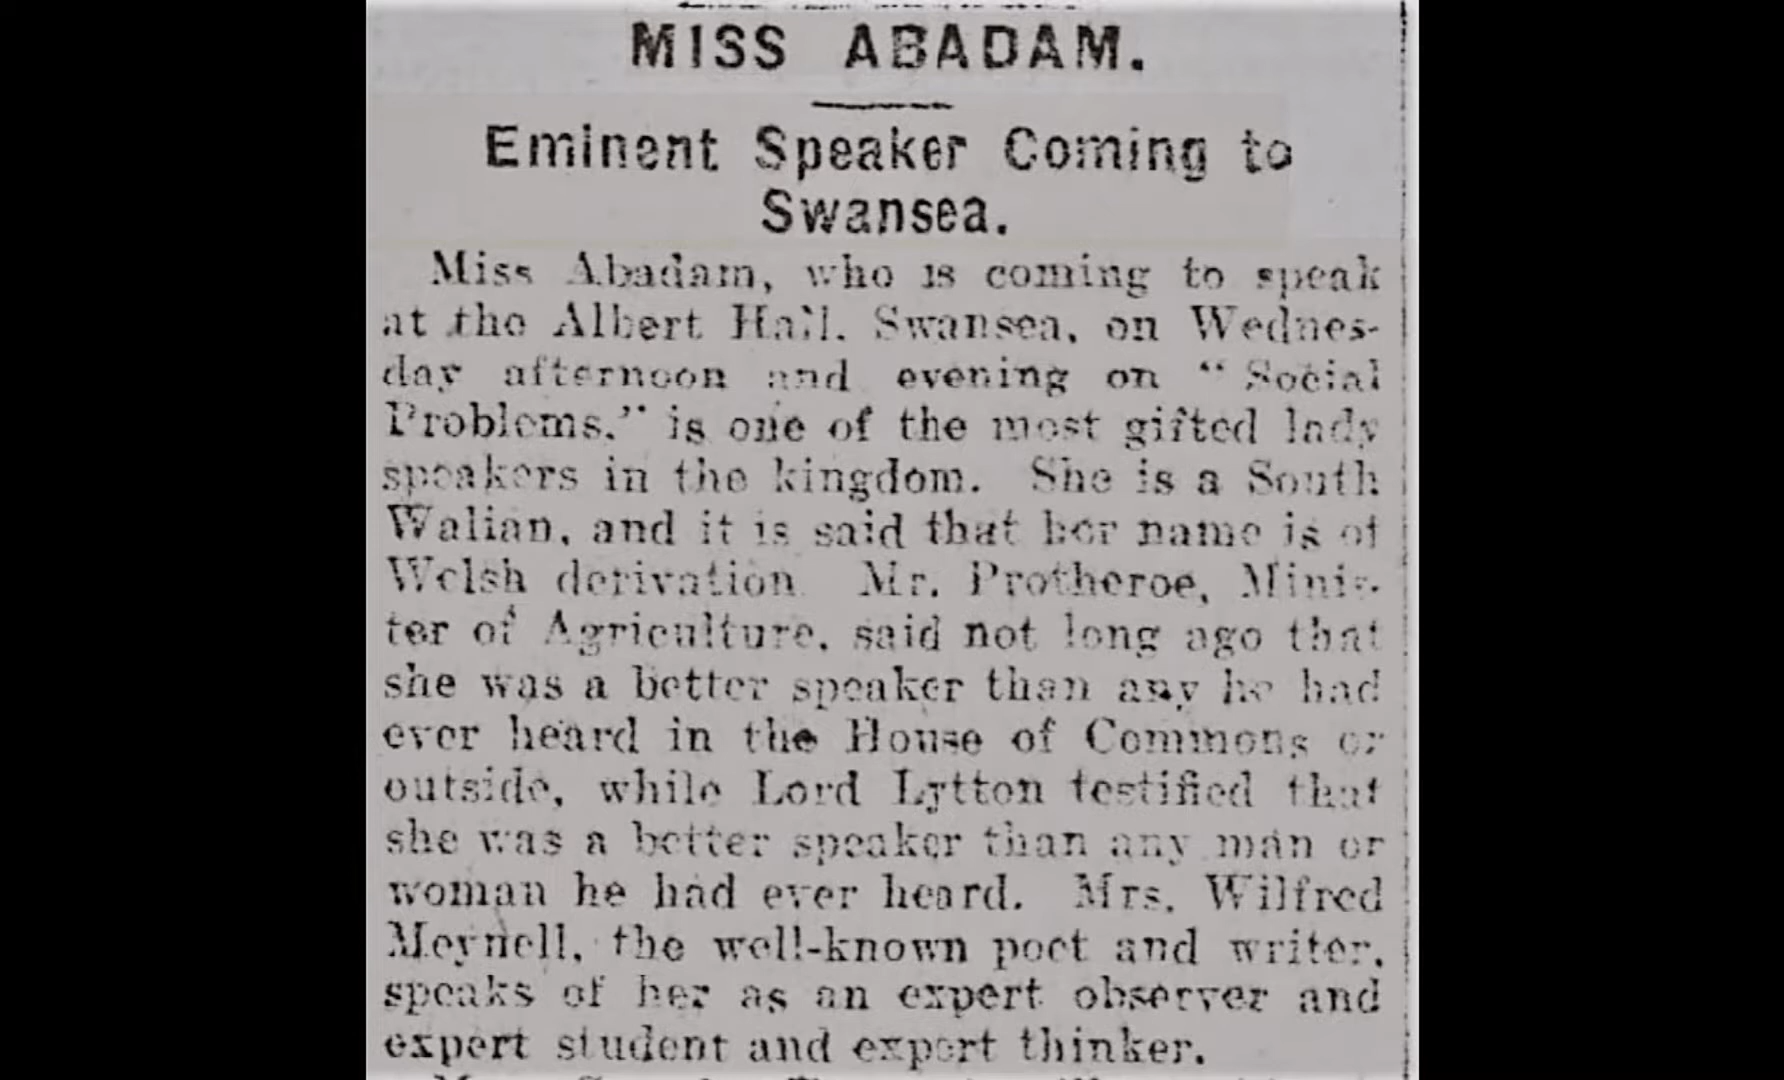 MISS ABADAM.
Eminent Speaker Coming to
Swansea.
Miss Abadam, who is coming to speak
at the Albert Hall, Swansea, on Wednes-
day afternoon and evening on "Social
Problems," is one of the most gifted lady
speakers in the kingdom. She is a South
Walian, and it is said that her name is of
Welsh derivation. Mr. Protheroe, Minis-
ter of Agriculture, said not long ago that
she was a better speaker than any he had
ever heard in the House of Commons or
outside, while Lord Lytton testified that
she was a better speaker than any man or
woman he had ever heard. Mrs. Wilfred
Meynell, the well-known poet and writer,
speaks of her as an expert observer and
expert student and expert thinker.